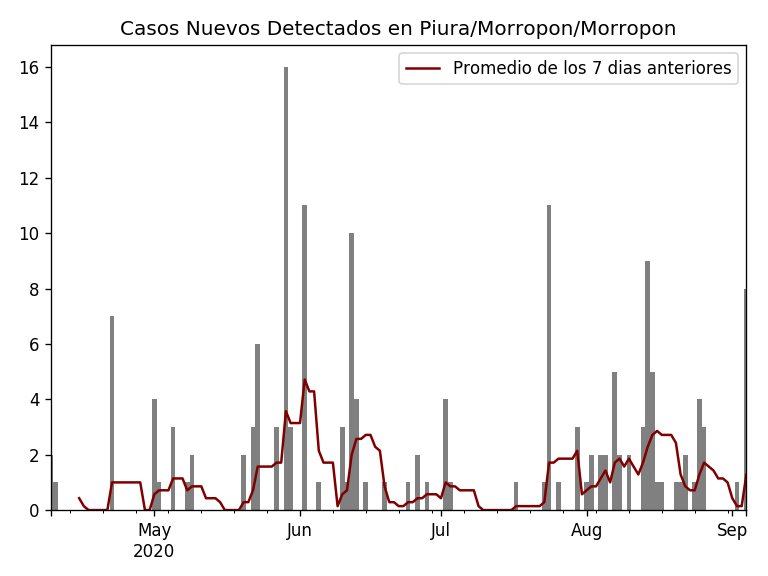 Casos Nuevos Detectados en Piura/Morropon/Morropon
Promedio de los 7 dias anteriores
16
14
12
10
8
6
4
2
0
May
2020
Jun
Jul
Aug
Sep